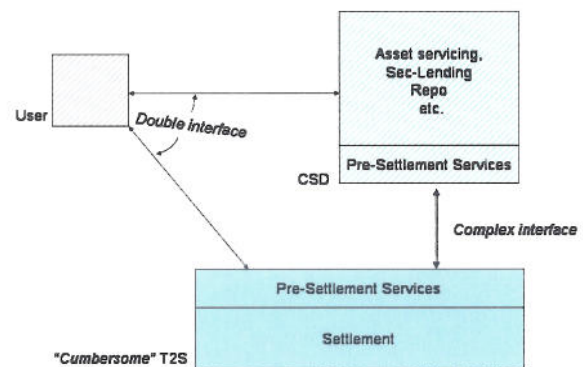 Asset servicing,
Sec-Lending
Repo
etc.
User
Double interface
Pre-Settlement Services
CSD
Complex interface
Pre-Settlement Services
Settlement
"Cumbersome" T2S